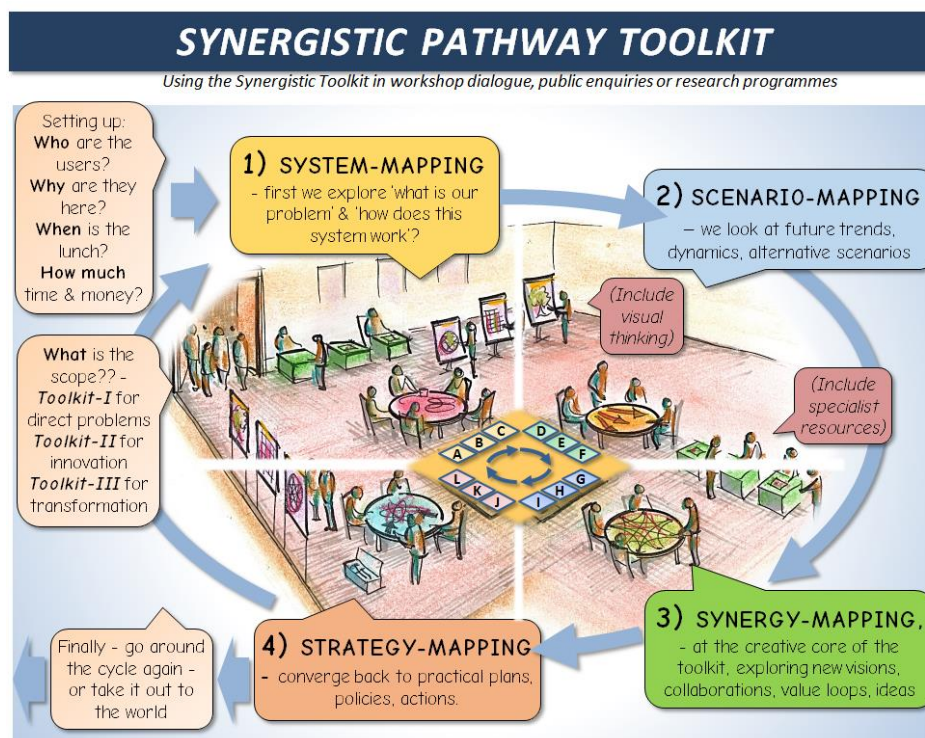 SYNERGISTIC PATHWAY TOOLKIT
Using the Synergistic Toolkit in workshop dialogue, public enquiries or research programmes
Setting up:
Who are the
users?
Why are they
here?
When is the
lunch?
How much
time & money?
1) SYSTEM-MAPPING
- first we explore 'what is our
problem' & 'how does this
system work'?
2) SCENARIO-MAPPING
– we look at future trends,
dynamics, alternative scenarios
(Include
visual
thinking)
What is the
scope?? -
Toolkit-I for
direct problems
Toolkit-II for
innovation
Toolkit-III for
transformation
(Include
specialist
resources)
A B C D E F
L K J I H G
3) SYNERGY-MAPPING,
- at the creative core of the
toolkit, exploring new visions,
collaborations, value loops, ideas
4) STRATEGY-MAPPING
- converge back to practical plans,
policies, actions.
Finally - go around
the cycle again -
or take it out to
the world